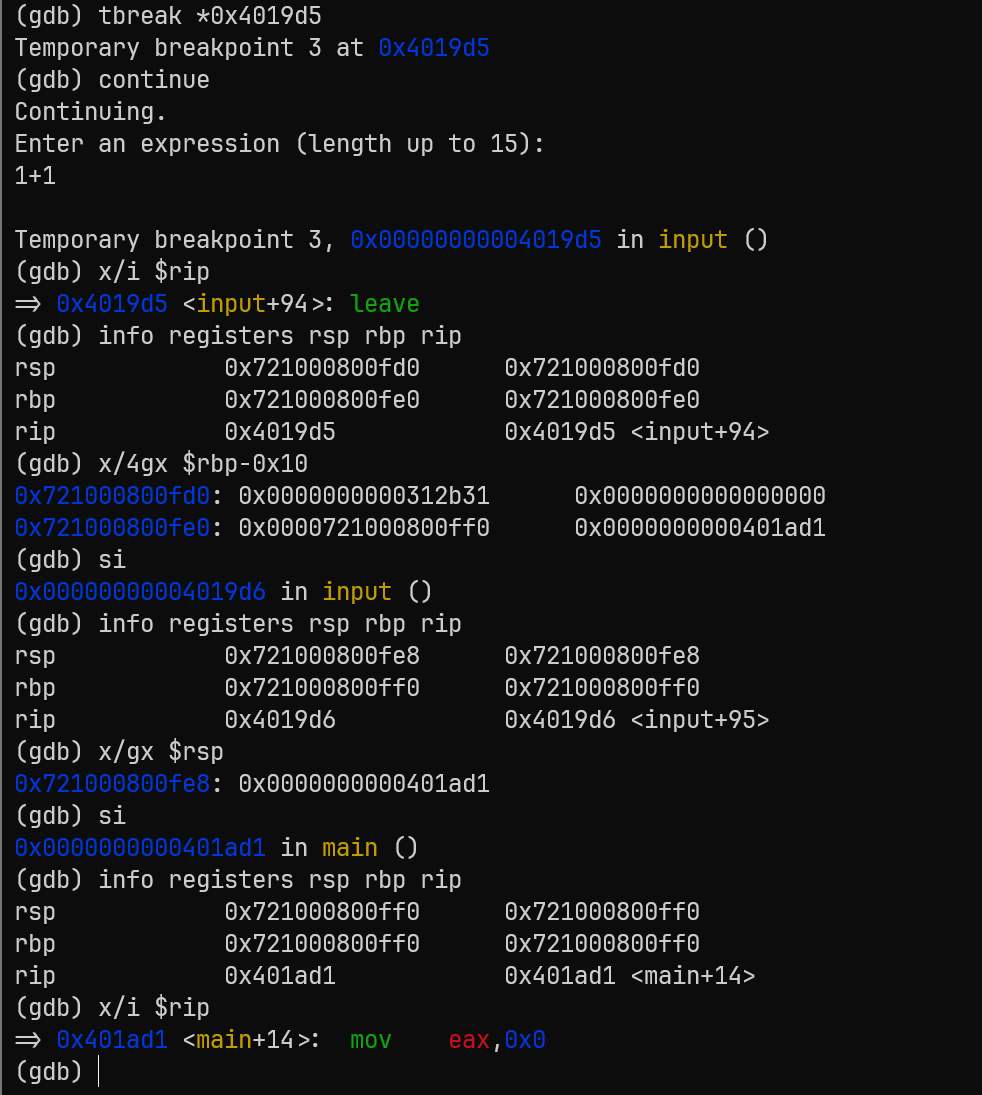 (gdb) tbreak *0x4019d5
Temporary breakpoint 3 at 0x4019d5
(gdb) continue
Continuing.
Enter an expression (length up to 15):
1+1
Temporary breakpoint 3, 0x00000000004019d5 in input ()
(gdb) x/i $rip
=> 0x4019d5 <input+94>: leave
(gdb) info registers rsp rbp rip
rsp            0x721000800fd0      0x721000800fd0
rbp            0x721000800fe0      0x721000800fe0
rip            0x4019d5            0x4019d5 <input+94>
(gdb) x/4gx $rbp-0x10
0x721000800fd0: 0x0000000000312b31      0x0000000000000000
0x721000800fe0: 0x0000721000800ff0      0x0000000000401ad1
(gdb) si
0x00000000004019d6 in input ()
(gdb) info registers rsp rbp rip
rsp            0x721000800fe8      0x721000800fe8
rbp            0x721000800ff0      0x721000800ff0
rip            0x4019d6            0x4019d6 <input+95>
(gdb) x/gx $rsp
0x721000800fe8: 0x0000000000401ad1
(gdb) si
0x0000000000401ad1 in main ()
(gdb) info registers rsp rbp rip
rsp            0x721000800ff0      0x721000800ff0
rbp            0x721000800ff0      0x721000800ff0
rip            0x401ad1            0x401ad1 <main+14>
(gdb) x/i $rip
=> 0x401ad1 <main+14>:  mov    eax,0x0
(gdb)